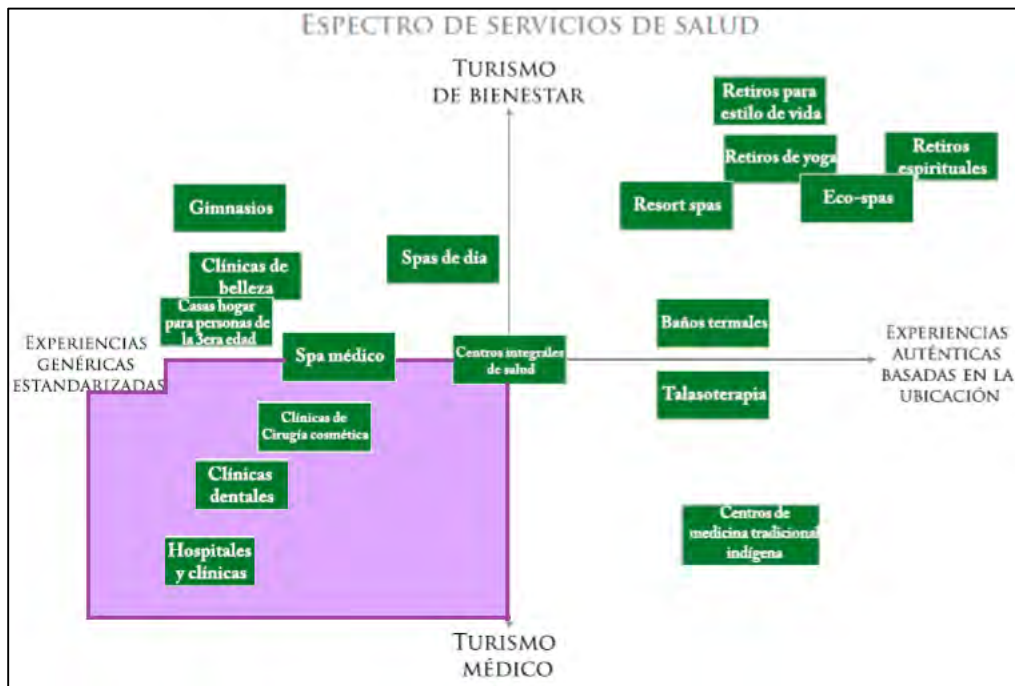 ESPECTRO DE SERVICIOS DE SALUD
TURISMO
DE BIENESTAR
Retiros para
estilo de vida
Retiros de yoga
Retiros
espirituales
Resort spas
Eco-spas
Gimnasios
Spas de día
Clínicas de
belleza
Casas hogar
para personas de
la 3era edad
Baños termales
EXPERIENCIAS
GENÉRICAS
ESTANDARIZADAS
Spa médico
Centros integrales
de salud
EXPERIENCIAS
AUTÉNTICAS
BASADAS EN LA
UBICACIÓN
Talasoterapia
Clínicas de
Cirugía cosmética
Clínicas
dentales
Centros de
medicina tradicional
indígena
Hospitales
y clínicas
TURISMO
MÉDICO